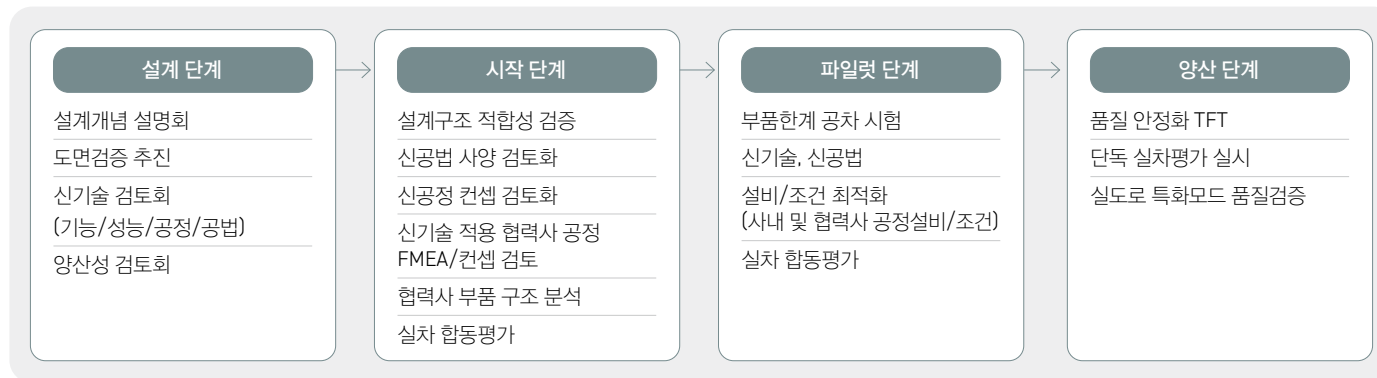 설계 단계
설계개념 설명회
도면검증 추진
신기술 검토회
(기능/성능/공정/공법)
양산성 검토회
시작 단계
설계구조 적합성 검증
신공법 사양 검토화
신공정 컨셉 검토화
신기술 적용 협력사 공정
FMEA/컨셉 검토
협력사 부품 구조 분석
실차 합동평가
파일럿 단계
부품한계 공차 시험
신기술, 신공법
설비/조건 최적화
(사내 및 협력사 공정설비/조건)
실차 합동평가
양산 단계
품질 안정화 TFT
단독 실차평가 실시
실도로 특화모드 품질검증